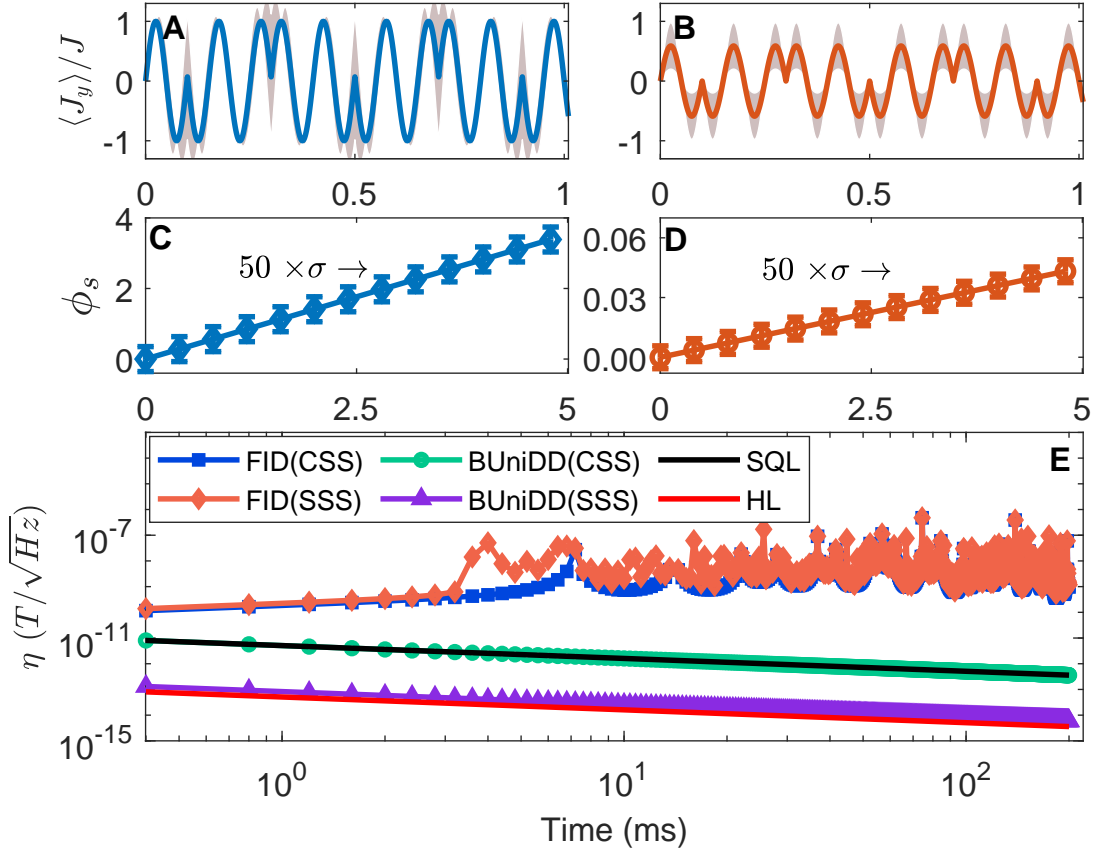 A
B
⟨J_y⟩/J
1
0
-1
1
0
-1
0
0.5
1
0
0.5
1
C
D
ϕ_s
4
2
0
0.06
0.03
0.00
50 ×σ →
50 ×σ →
0
2.5
5
0
2.5
5
FID(CSS) BUniDD(CSS) SQL
FID(SSS) BUniDD(SSS) HL
E
η (T/√Hz)
10^-7
10^-11
10^-15
10^0
10^1
10^2
Time (ms)